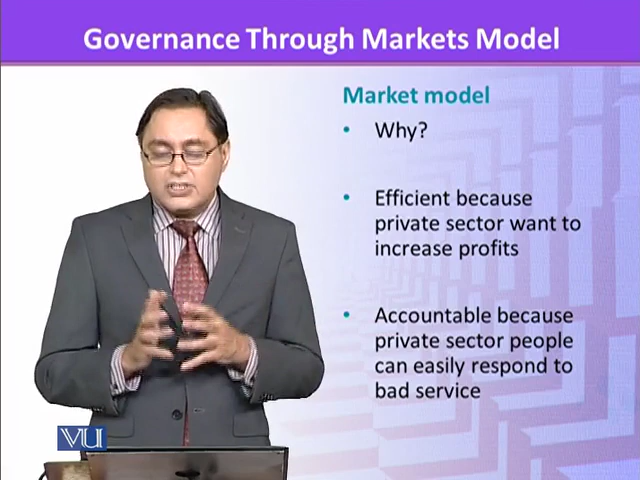 Governance Through Markets Model
Market model
• Why?
• Efficient because
private sector want to
increase profits
• Accountable because
private sector people
can easily respond to
bad service
VU